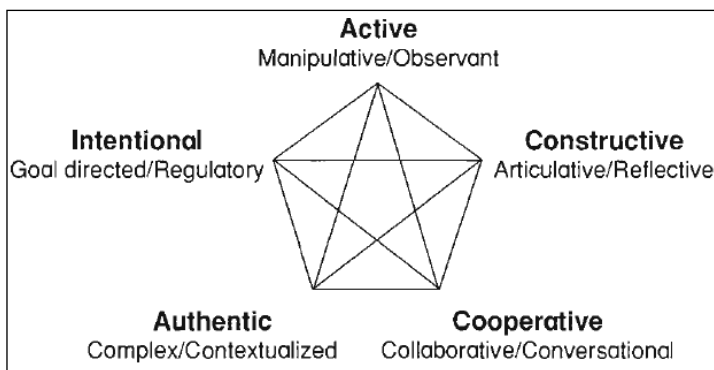 Active
Manipulative/Observant
Intentional
Goal directed/Regulatory
Constructive
Articulative/Reflective
Authentic
Complex/Contextualized
Cooperative
Collaborative/Conversational